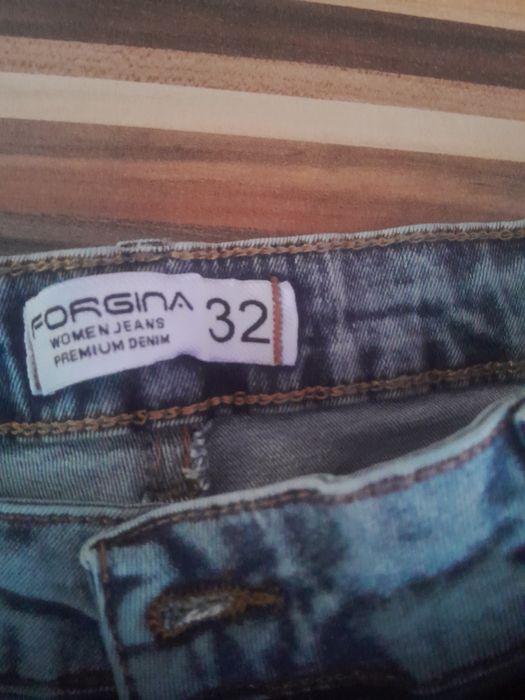 FORGINA
WOMEN JEANS
PREMIUM DENIM
32